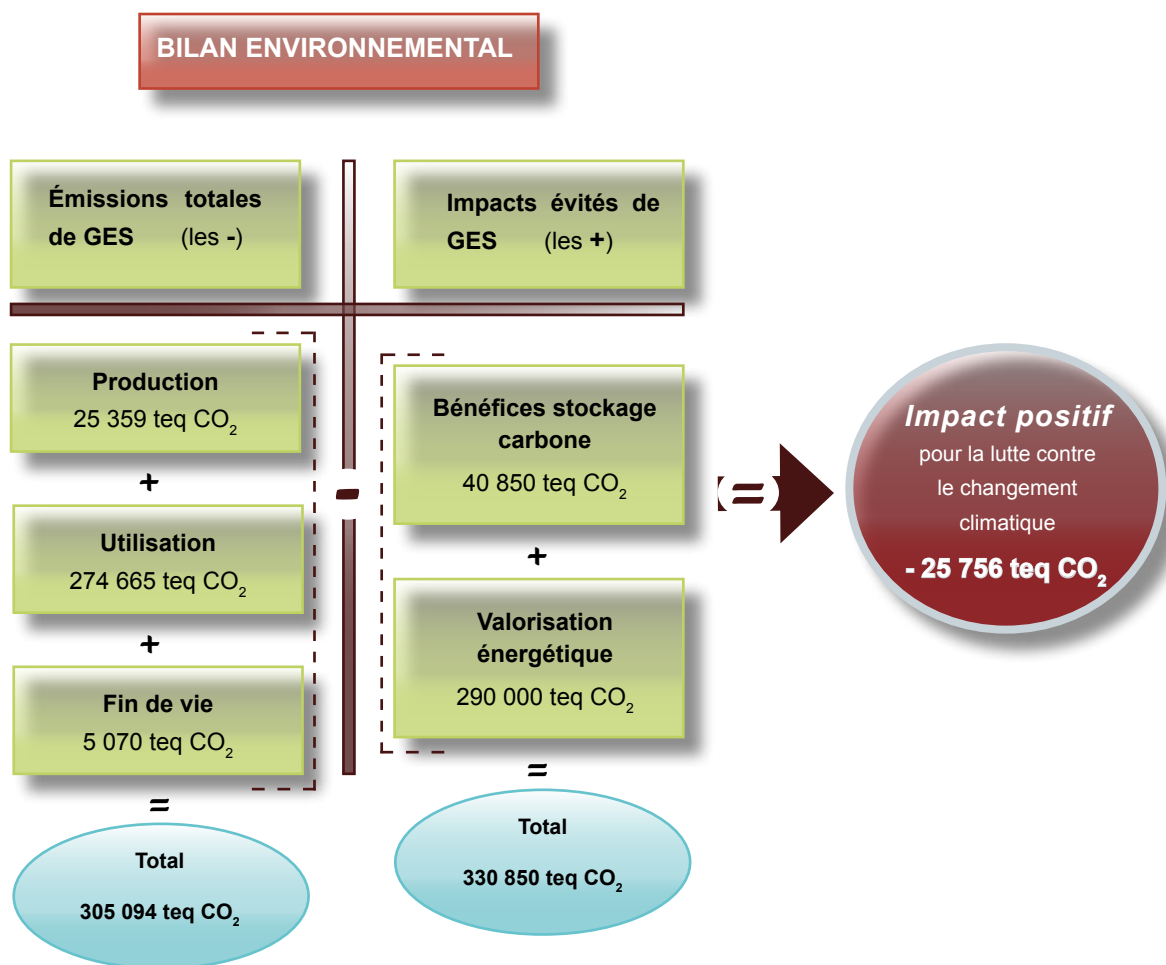 BILAN ENVIRONNEMENTAL
Émissions totales
de GES (les -)
Impacts évités de
GES (les +)
Production
25 359 teq CO₂
+
Utilisation
274 665 teq CO₂
+
Fin de vie
5 070 teq CO₂
=
Total
305 094 teq CO₂
-
Bénéfices stockage
carbone
40 850 teq CO₂
+
Valorisation
énergétique
290 000 teq CO₂
=
Total
330 850 teq CO₂
=
Impact positif
pour la lutte contre
le changement
climatique
- 25 756 teq CO₂